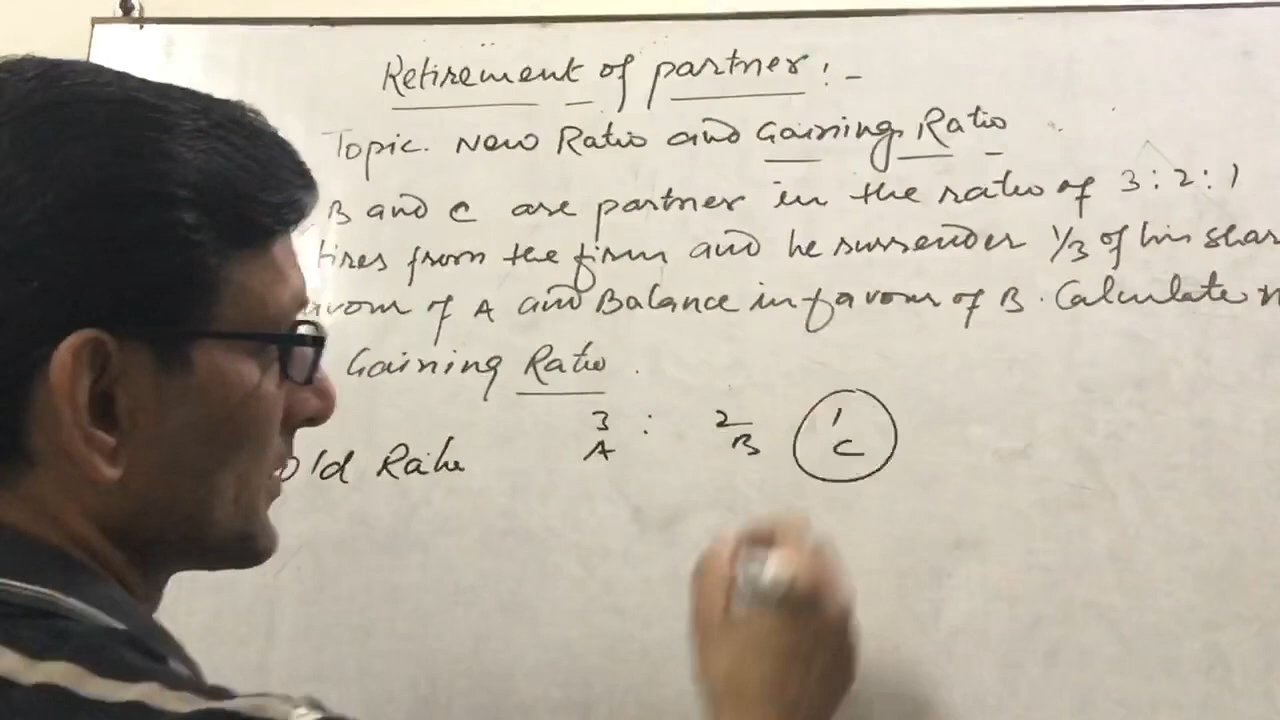 Retirement of partner :-
Topic. New Ratio and Gaining Ratio
B and C are partner in the ratio of 3:2:1
tires from the firm and he surrender 1/3 of his shar
avour of A and Balance in favour of B. Calculate n
Gaining Ratio.
3 : 2 1
Old Ratio A B C